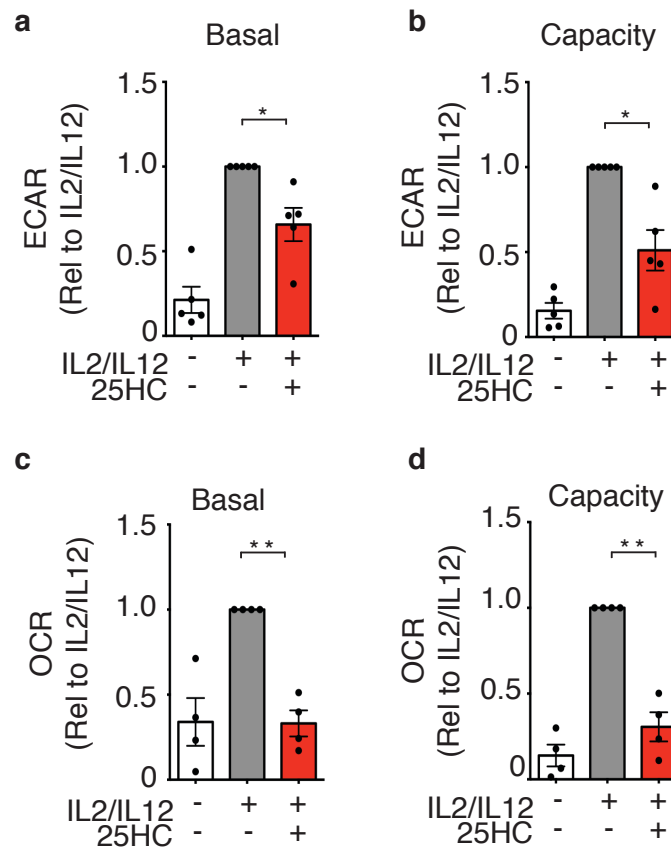 a
Basal
ECAR
(Rel to IL2/IL12)
1.5
1.0
0.5
0
*
IL2/IL12 - + +
25HC - - +
b
Capacity
ECAR
(Rel to IL2/IL12)
1.5
1.0
0.5
0
*
IL2/IL12 - + +
25HC - - +
c
Basal
OCR
(Rel to IL2/IL12)
1.5
1.0
0.5
0
* *
IL2/IL12 - + +
25HC - - +
d
Capacity
OCR
(Rel to IL2/IL12)
1.5
1.0
0.5
0
* *
IL2/IL12 - + +
25HC - - +